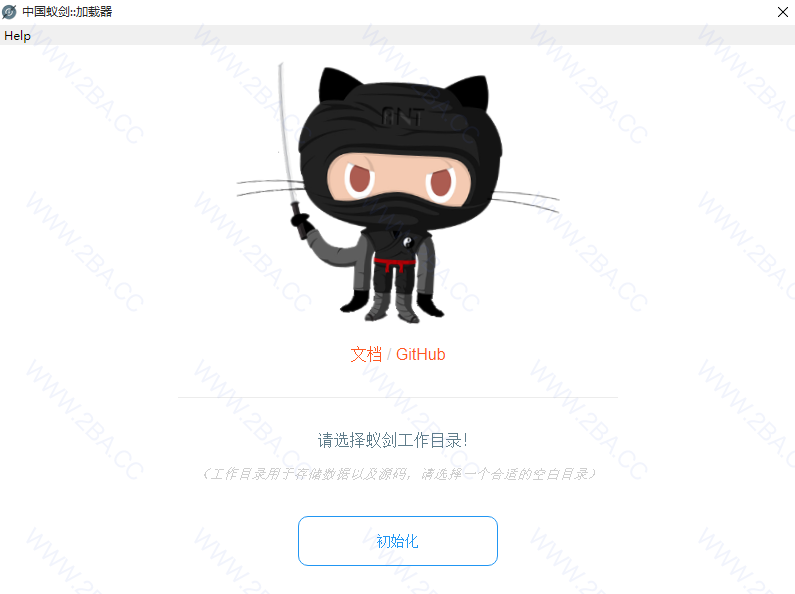 中国蚁剑::加载器
Help
ANT
文档 / GitHub
请选择蚁剑工作目录!
（工作目录用于存储数据以及源码，请选择一个合适的空白目录）
初始化
WWW.2BA.CC